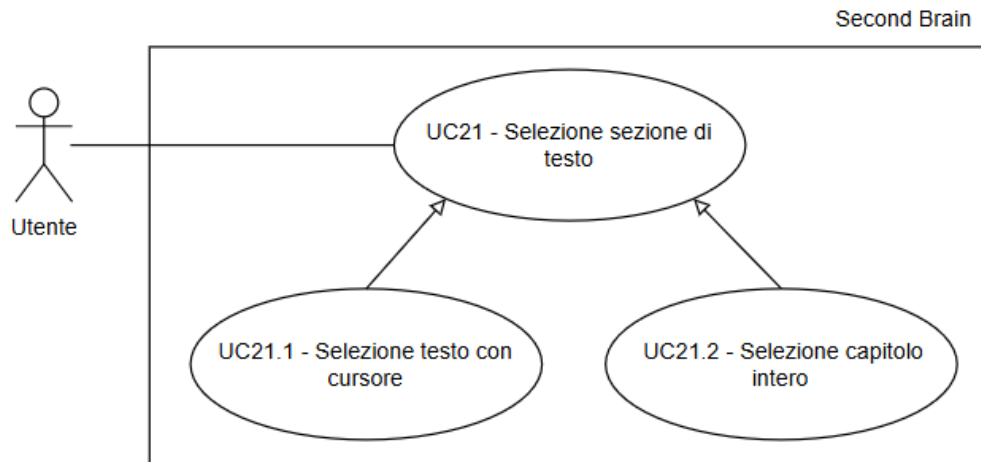 Second Brain
UC21 - Selezione sezione di
testo
Utente
UC21.1 - Selezione testo con
cursore
UC21.2 - Selezione capitolo
intero